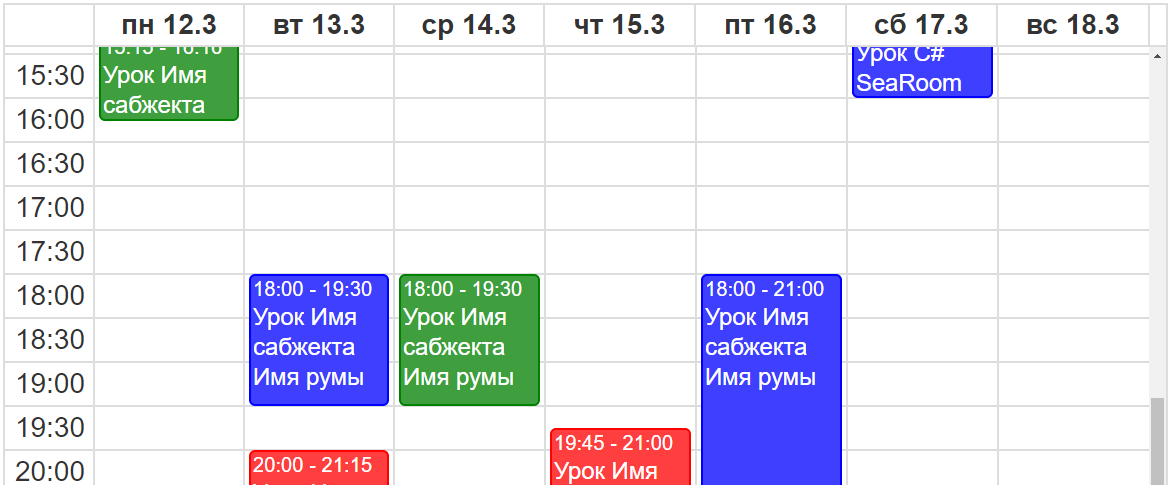 пн 12.3 вт 13.3 ср 14.3 чт 15.3 пт 16.3 сб 17.3 вс 18.3
15:15 - 16:10
Урок Имя
сабжекта
Урок C#
SeaRoom
15:30
16:00
16:30
17:00
17:30
18:00
18:30
19:00
19:30
20:00
18:00 - 19:30
Урок Имя
сабжекта
Имя румы
20:00 - 21:15
18:00 - 19:30
Урок Имя
сабжекта
Имя румы
19:45 - 21:00
Урок Имя
18:00 - 21:00
Урок Имя
сабжекта
Имя румы